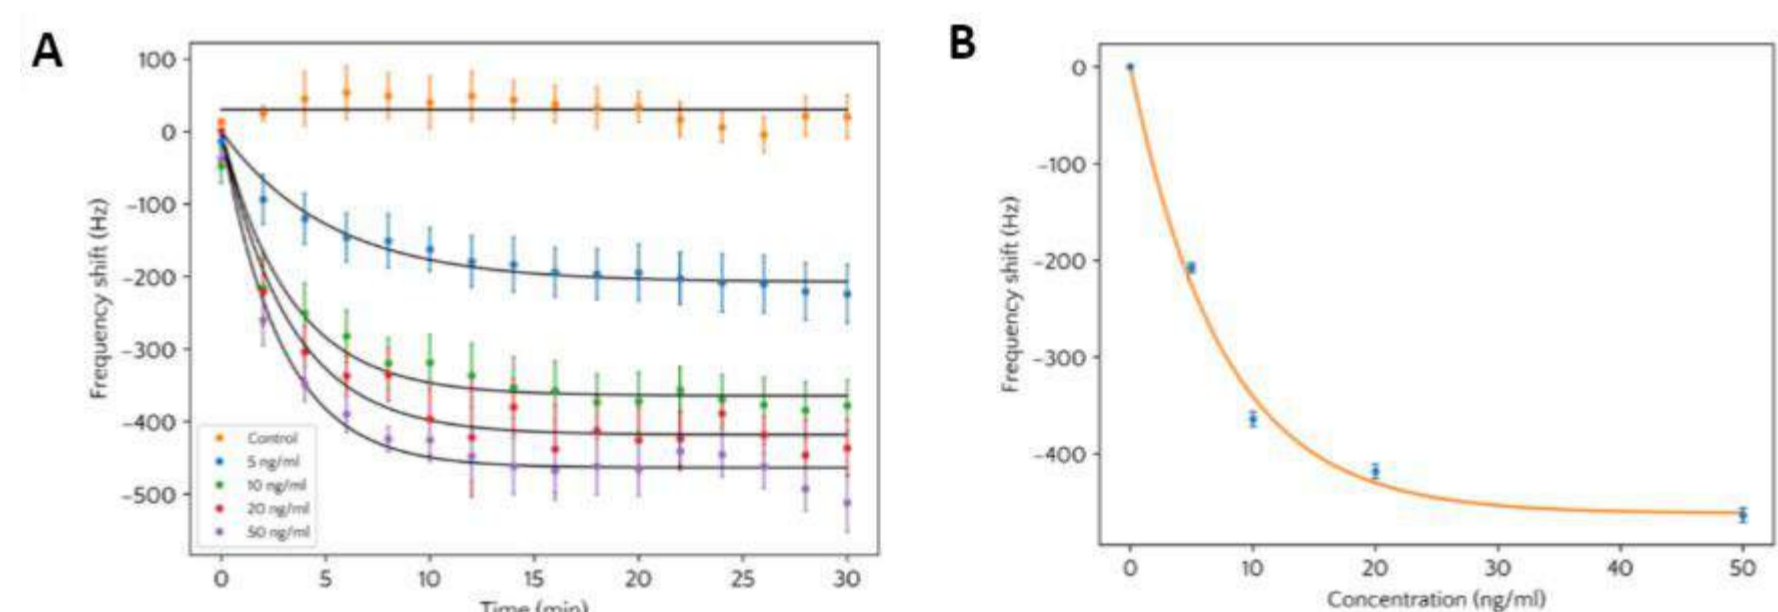 A
100
0
−100
−200
−300
−400
−500
Frequency shift (Hz)
Control
5 ng/ml
10 ng/ml
20 ng/ml
50 ng/ml
0 5 10 15 20 25 30
Time (min)
B
0
−100
−200
−300
−400
Frequency shift (Hz)
0 10 20 30 40 50
Concentration (ng/ml)